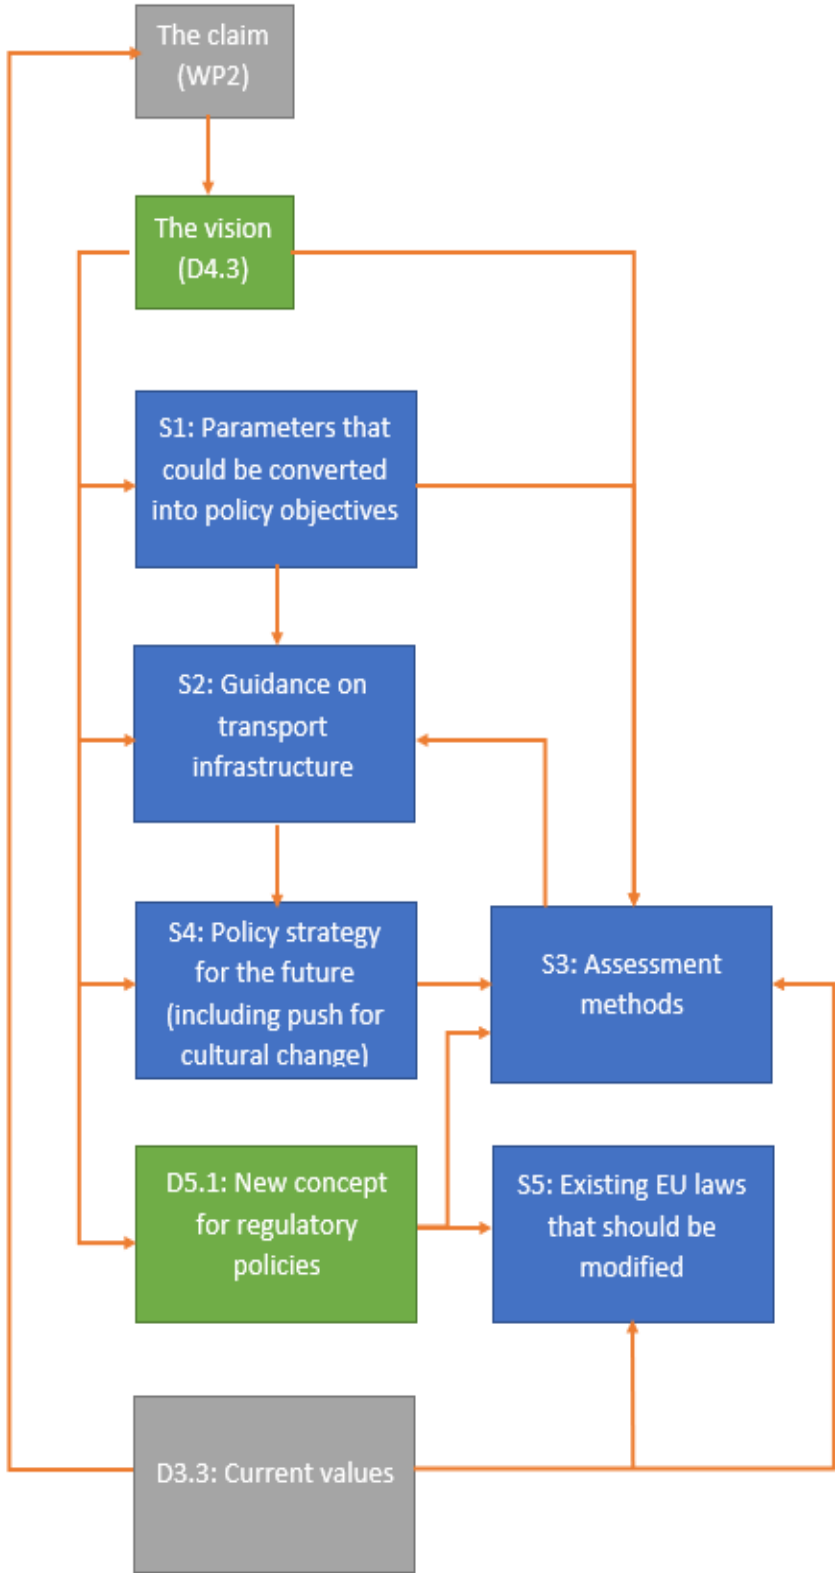 The claim
(WP2)
The vision
(D4.3)
S1: Parameters that
could be converted
into policy objectives
S2: Guidance on
transport
infrastructure
S4: Policy strategy
for the future
(including push for
cultural change)
S3: Assessment
methods
D5.1: New concept
for regulatory
policies
S5: Existing EU laws
that should be
modified
D3.3: Current values